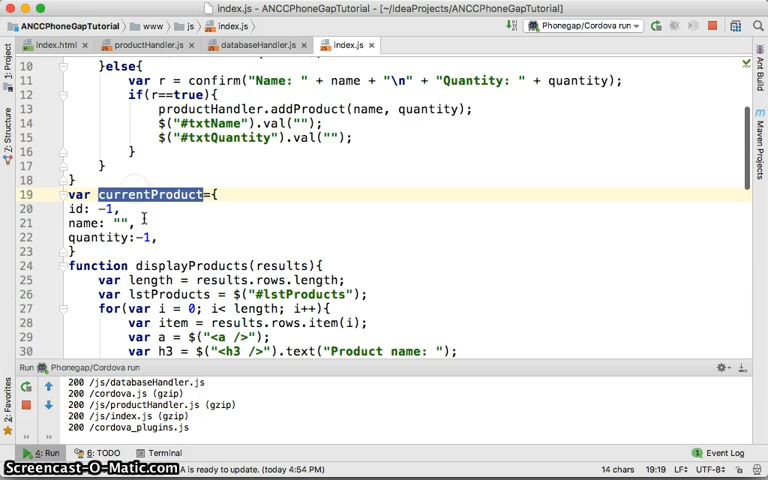 index.js - ANCCPhoneGapTutorial - [~/IdeaProjects/ANCCPhoneGapTutorial]
ANCCPhoneGapTutorial www js index.js Phonegap/Cordova run
index.html productHandler.js databaseHandler.js index.js
10 }else{
11 var r = confirm("Name: " + name + "\n" + "Quantity: " + quantity);
12 if(r==true){
13 productHandler.addProduct(name, quantity);
14 $("#txtName").val("");
15 $("#txtQuantity").val("");
16 }
17 }
18 }
19 var currentProduct={
20 id: -1,
21 name: "",
22 quantity:-1,
23 }
24 function displayProducts(results){
25 var length = results.rows.length;
26 var lstProducts = $("#lstProducts");
27 for(var i = 0; i< length; i++){
28 var item = results.rows.item(i);
29 var a = $("<a />");
30 var h3 = $("<h3 />").text("Product name: ");
1: Project
7: Structure
2: Favorites
Ant Build
Maven Projects
Run Phonegap/Cordova run
200 /js/databaseHandler.js
200 /cordova.js (gzip)
200 /js/productHandler.js (gzip)
200 /js/index.js (gzip)
200 /cordova_plugins.js
4: Run 6: TODO Terminal 1 Event Log
Screencast-O-Matic.com A is ready to update. (today 4:54 PM) 14 chars 19:19 LF UTF-8